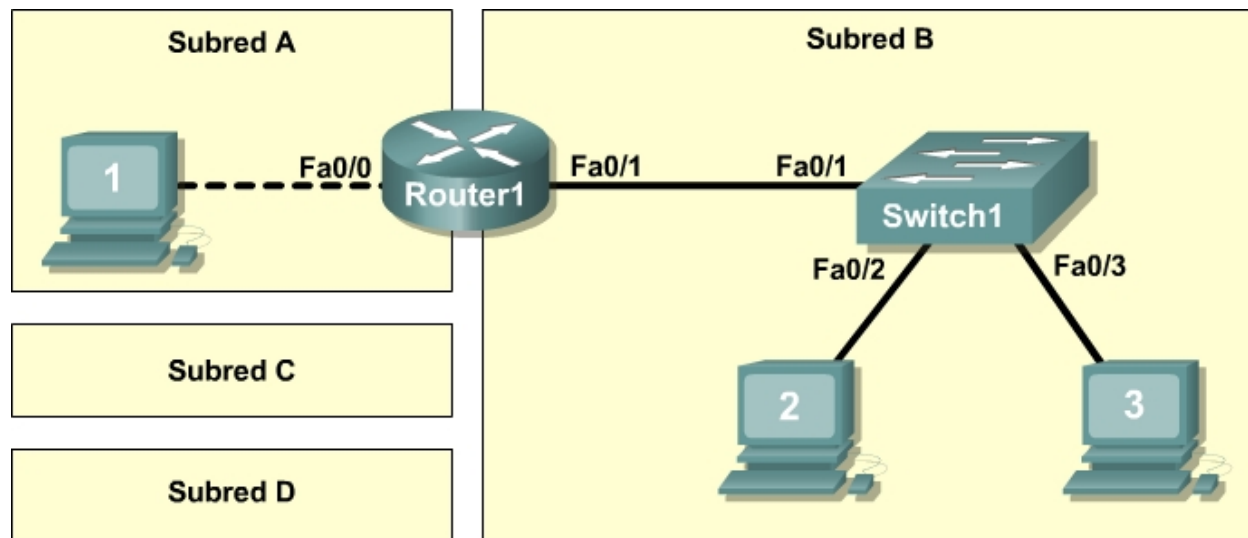 Subred A
Subred B
1
Fa0/0
Router1
Fa0/1
Fa0/1
Switch1
Fa0/2
Fa0/3
2
3
Subred C
Subred D